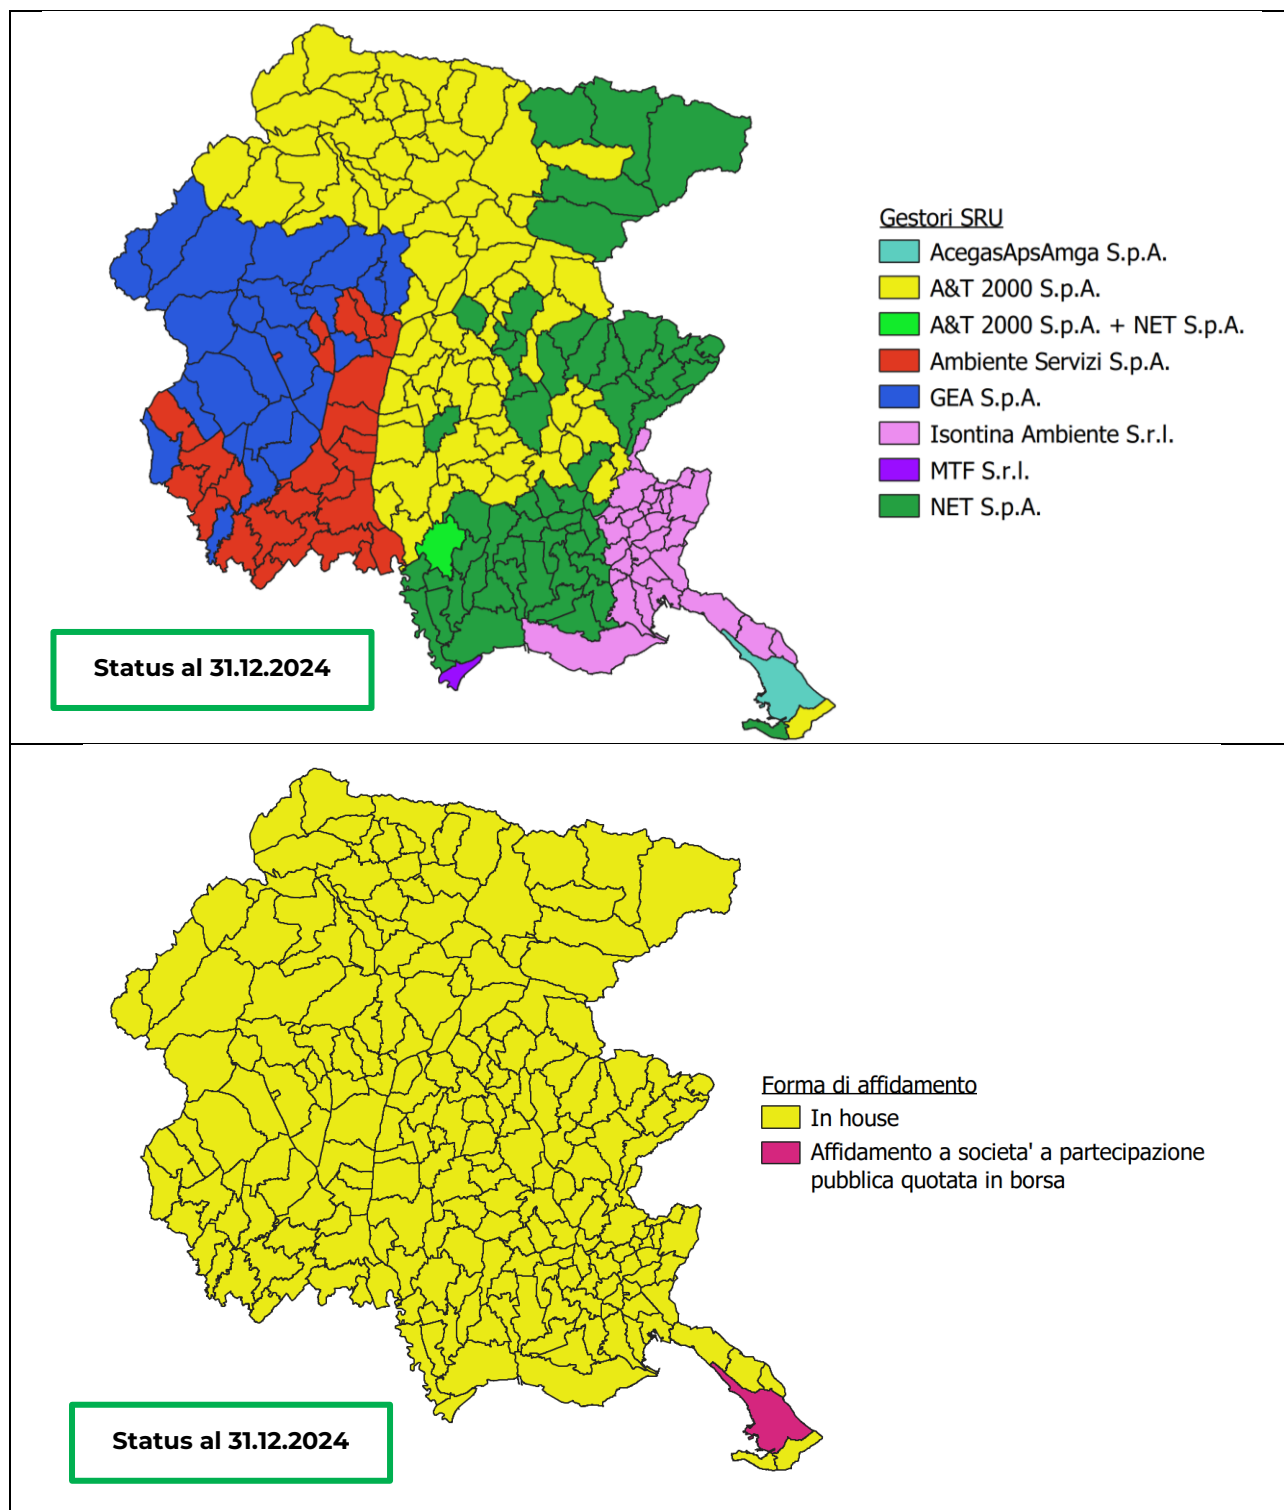 Gestori SRU
AcegasApsAmga S.p.A.
A&T 2000 S.p.A.
A&T 2000 S.p.A. + NET S.p.A.
Ambiente Servizi S.p.A.
GEA S.p.A.
Isontina Ambiente S.r.l.
MTF S.r.l.
NET S.p.A.
Status al 31.12.2024
Forma di affidamento
In house
Affidamento a societa' a partecipazione
pubblica quotata in borsa
Status al 31.12.2024